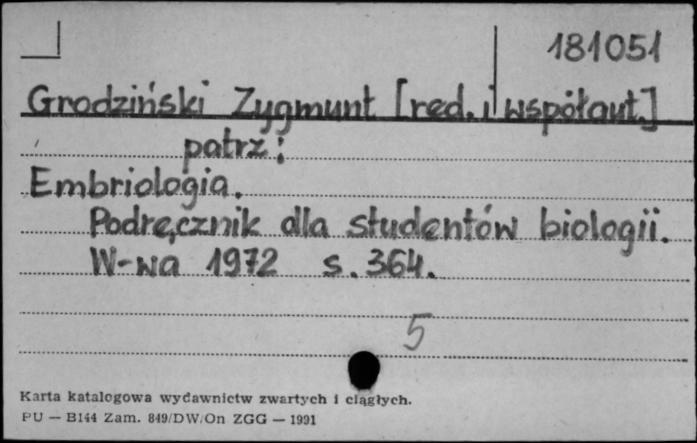 181051
Grodziński Zygmunt [red. i współaut.]
patrz:
Embriologia.
Podręcznik dla studentów biologii.
W-wa 1972 s. 364.
5
Karta katalogowa wydawnictw zwartych i ciągłych.
PU — B144 Zam. 849/DW/On ZGG — 1991